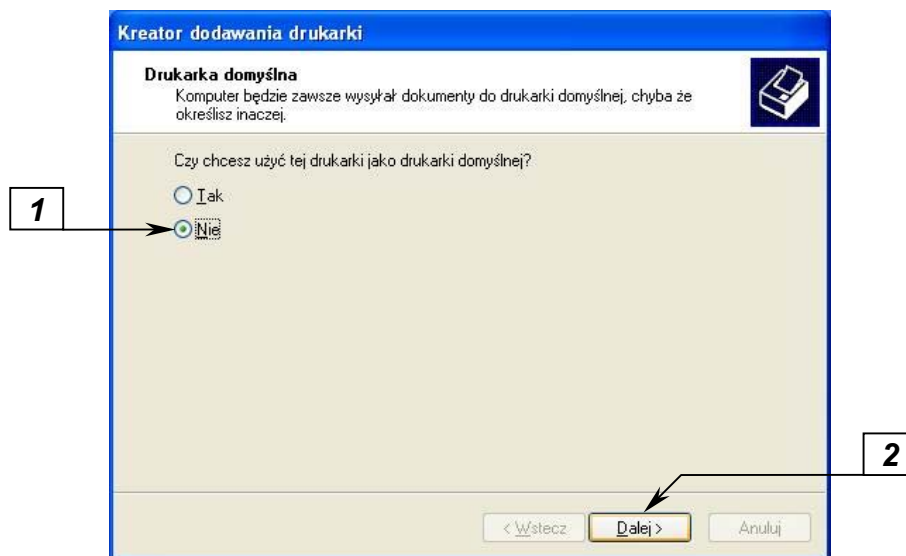 Kreator dodawania drukarki
Drukarka domyślna
Komputer będzie zawsze wysyłał dokumenty do drukarki domyślnej, chyba że
określisz inaczej.
Czy chcesz użyć tej drukarki jako drukarki domyślnej?
Tak
1
Nie
2
< Wstecz
Dalej >
Anuluj